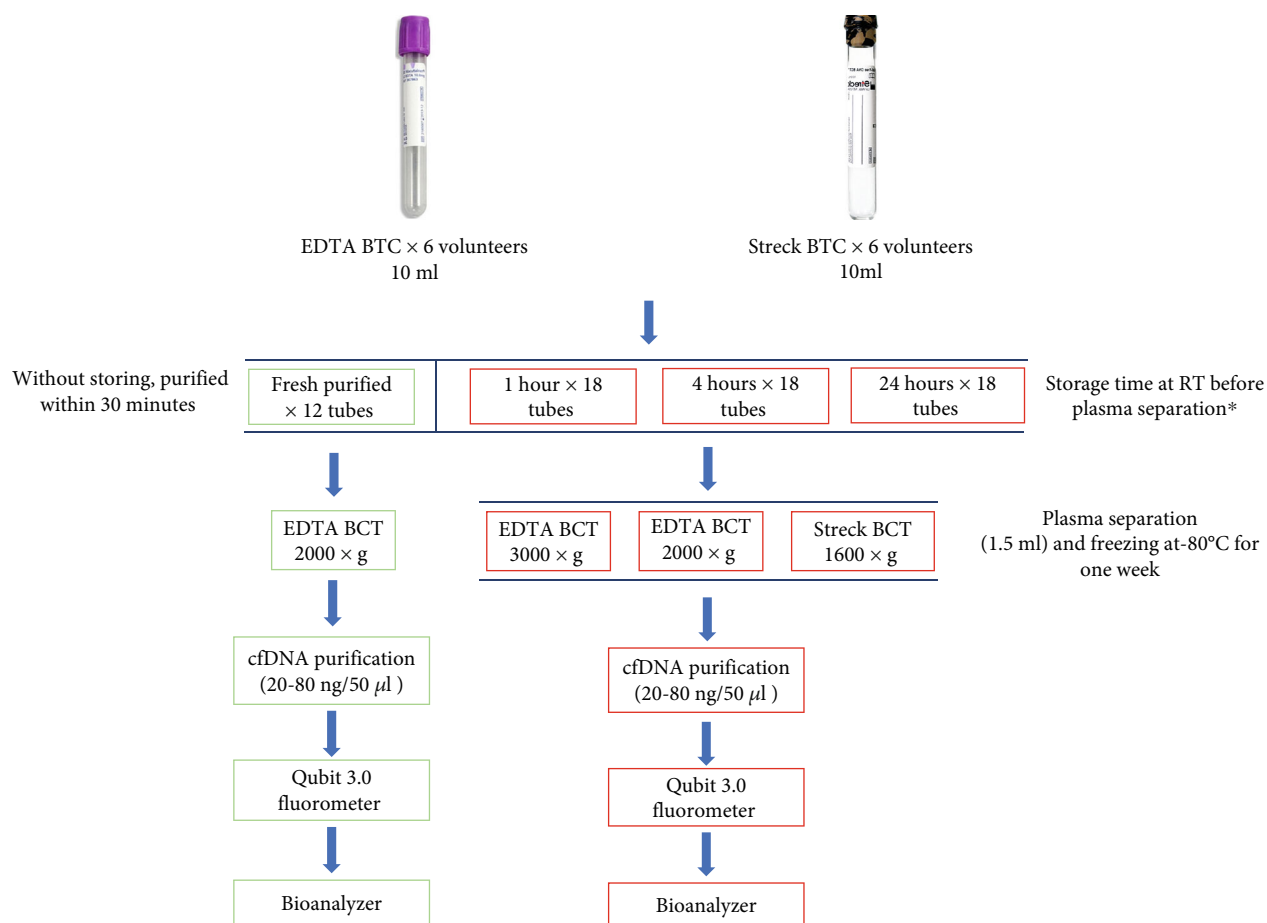 Streck
EDTA BTC × 6 volunteers
10 ml
Streck BTC × 6 volunteers
10ml
Without storing, purified
within 30 minutes
Fresh purified
× 12 tubes
1 hour × 18
tubes
4 hours × 18
tubes
24 hours × 18
tubes
Storage time at RT before
plasma separation*
EDTA BCT
2000 × g
EDTA BCT
3000 × g
EDTA BCT
2000 × g
Streck BCT
1600 × g
Plasma separation
(1.5 ml) and freezing at-80°C for
one week
cfDNA purification
(20-80 ng/50 μl )
cfDNA purification
(20-80 ng/50 μl )
Qubit 3.0
fluorometer
Qubit 3.0
fluorometer
Bioanalyzer
Bioanalyzer